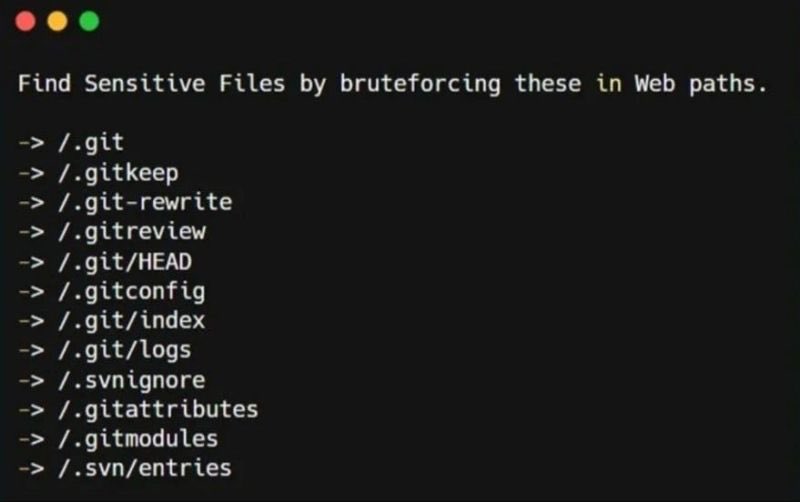 Find Sensitive Files by bruteforcing these in Web paths.
-> /.git
-> /.gitkeep
-> /.git-rewrite
-> /.gitreview
-> /.git/HEAD
-> /.gitconfig
-> /.git/index
-> /.git/logs
-> /.svnignore
-> /.gitattributes
-> /.gitmodules
-> /.svn/entries